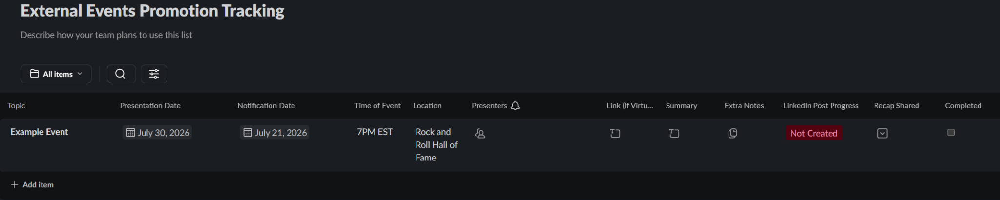 External Events Promotion Tracking
Describe how your team plans to use this list
All items
Topic Presentation Date Notification Date Time of Event Location Presenters Link (If Virtu... Summary Extra Notes LinkedIn Post Progress Recap Shared Completed
Example Event July 30, 2026 July 21, 2026 7PM EST Rock and Not Created
Roll Hall of
Fame
Add item